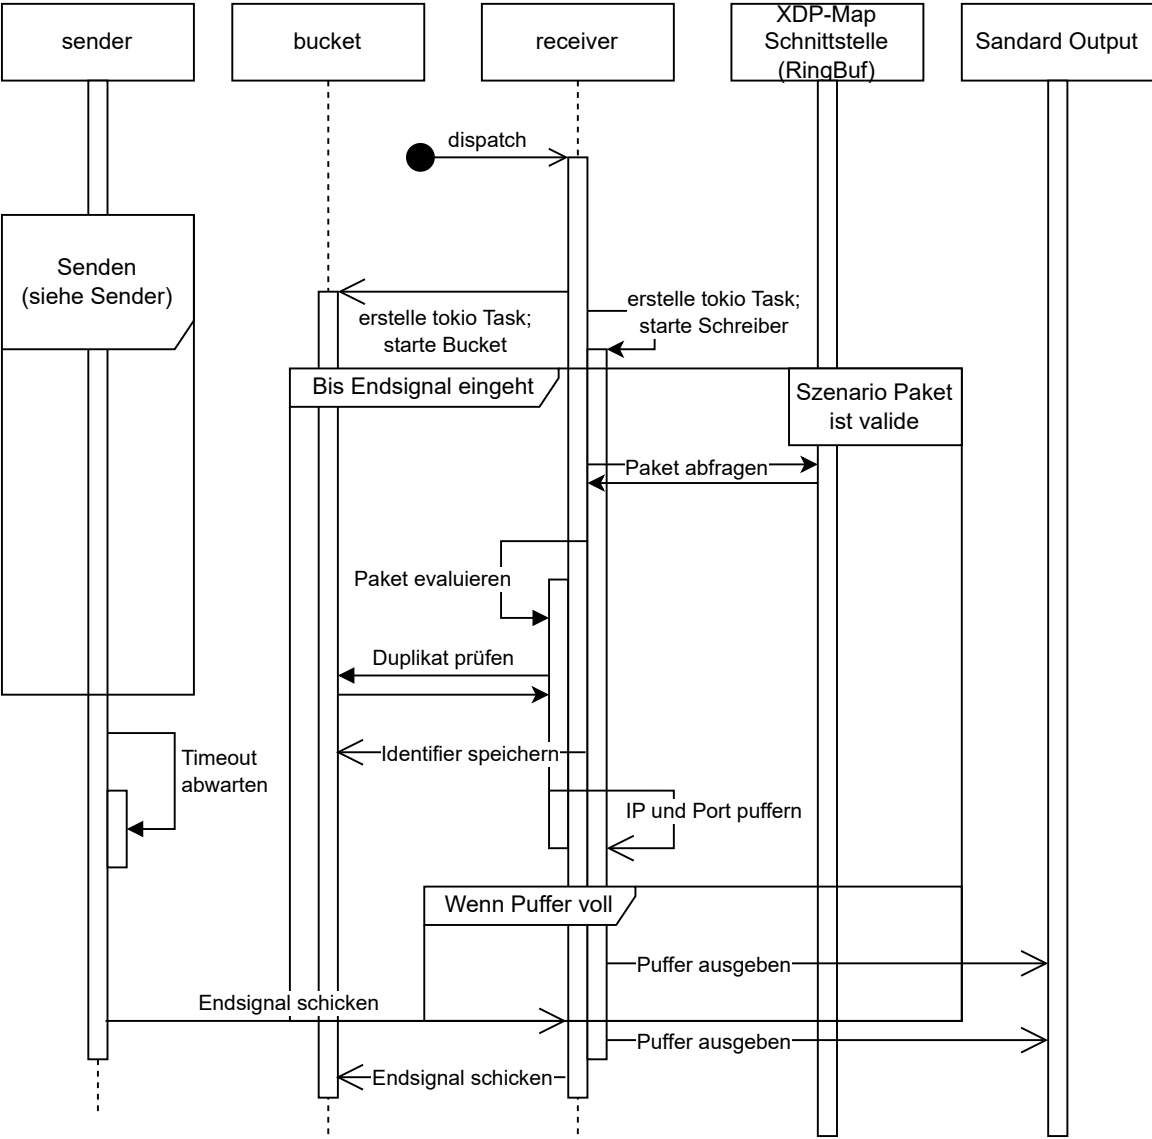 sender
bucket
receiver
XDP-Map
Schnittstelle
(RingBuf)
Sandard Output
dispatch
Senden
(siehe Sender)
erstelle tokio Task;
starte Bucket
erstelle tokio Task;
starte Schreiber
Bis Endsignal eingeht
Szenario Paket
ist valide
Paket abfragen
Paket evaluieren
Duplikat prüfen
Identifier speichern
Timeout
abwarten
IP und Port puffern
Wenn Puffer voll
Puffer ausgeben
Endsignal schicken
Puffer ausgeben
Endsignal schicken